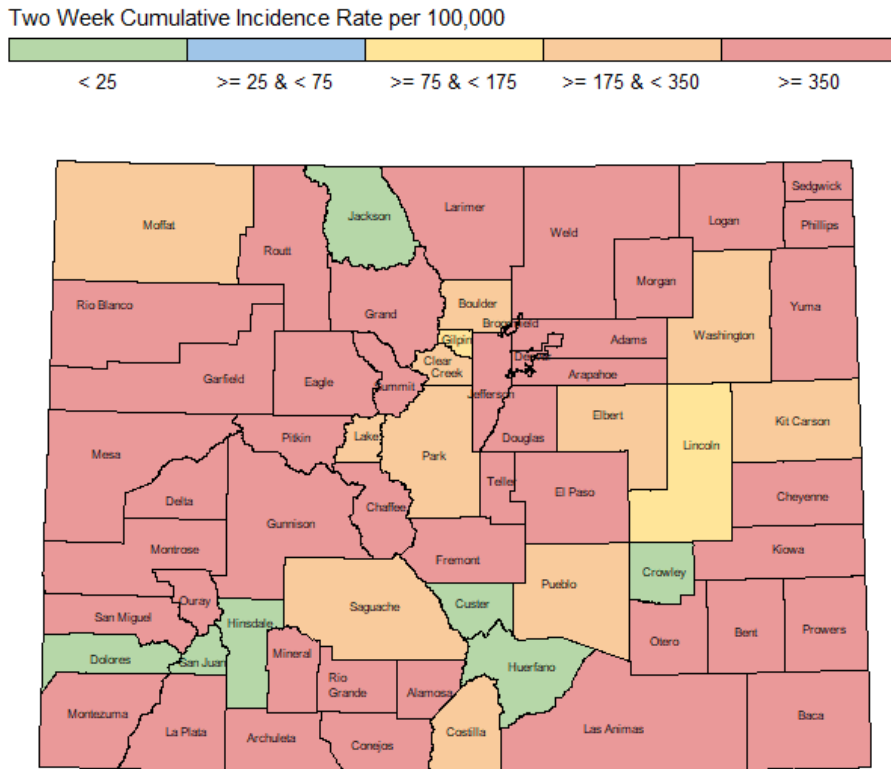 Two Week Cumulative Incidence Rate per 100,000
< 25 >= 25 & < 75 >= 75 & < 175 >= 175 & < 350 >= 350
Sedgwick
Larimer
Jackson
Logan
Moffat
Phillips
Weld
Routt
Morgan
Rio Blanco
Boulder
Yuma
Grand
Broomfield
Washington
Gilpin
Adams
Denver
Clear
Creek
Arapahoe
Garfield
Eagle
Summit
Jefferson
Elbert
Kit Carson
Lake
Pitkin
Douglas
Lincoln
Mesa
Park
Teller
El Paso
Cheyenne
Delta
Chaffee
Gunnison
Montrose
Kiowa
Fremont
Crowley
Pueblo
Ouray
Custer
Saguache
San Miguel
Hinsdale
Prowers
Bent
Otero
Mineral
Dolores
San Juan
Huerfano
Rio
Grande
Alamosa
Montezuma
Baca
La Plata
Costilla
Las Animas
Archuleta
Conejos